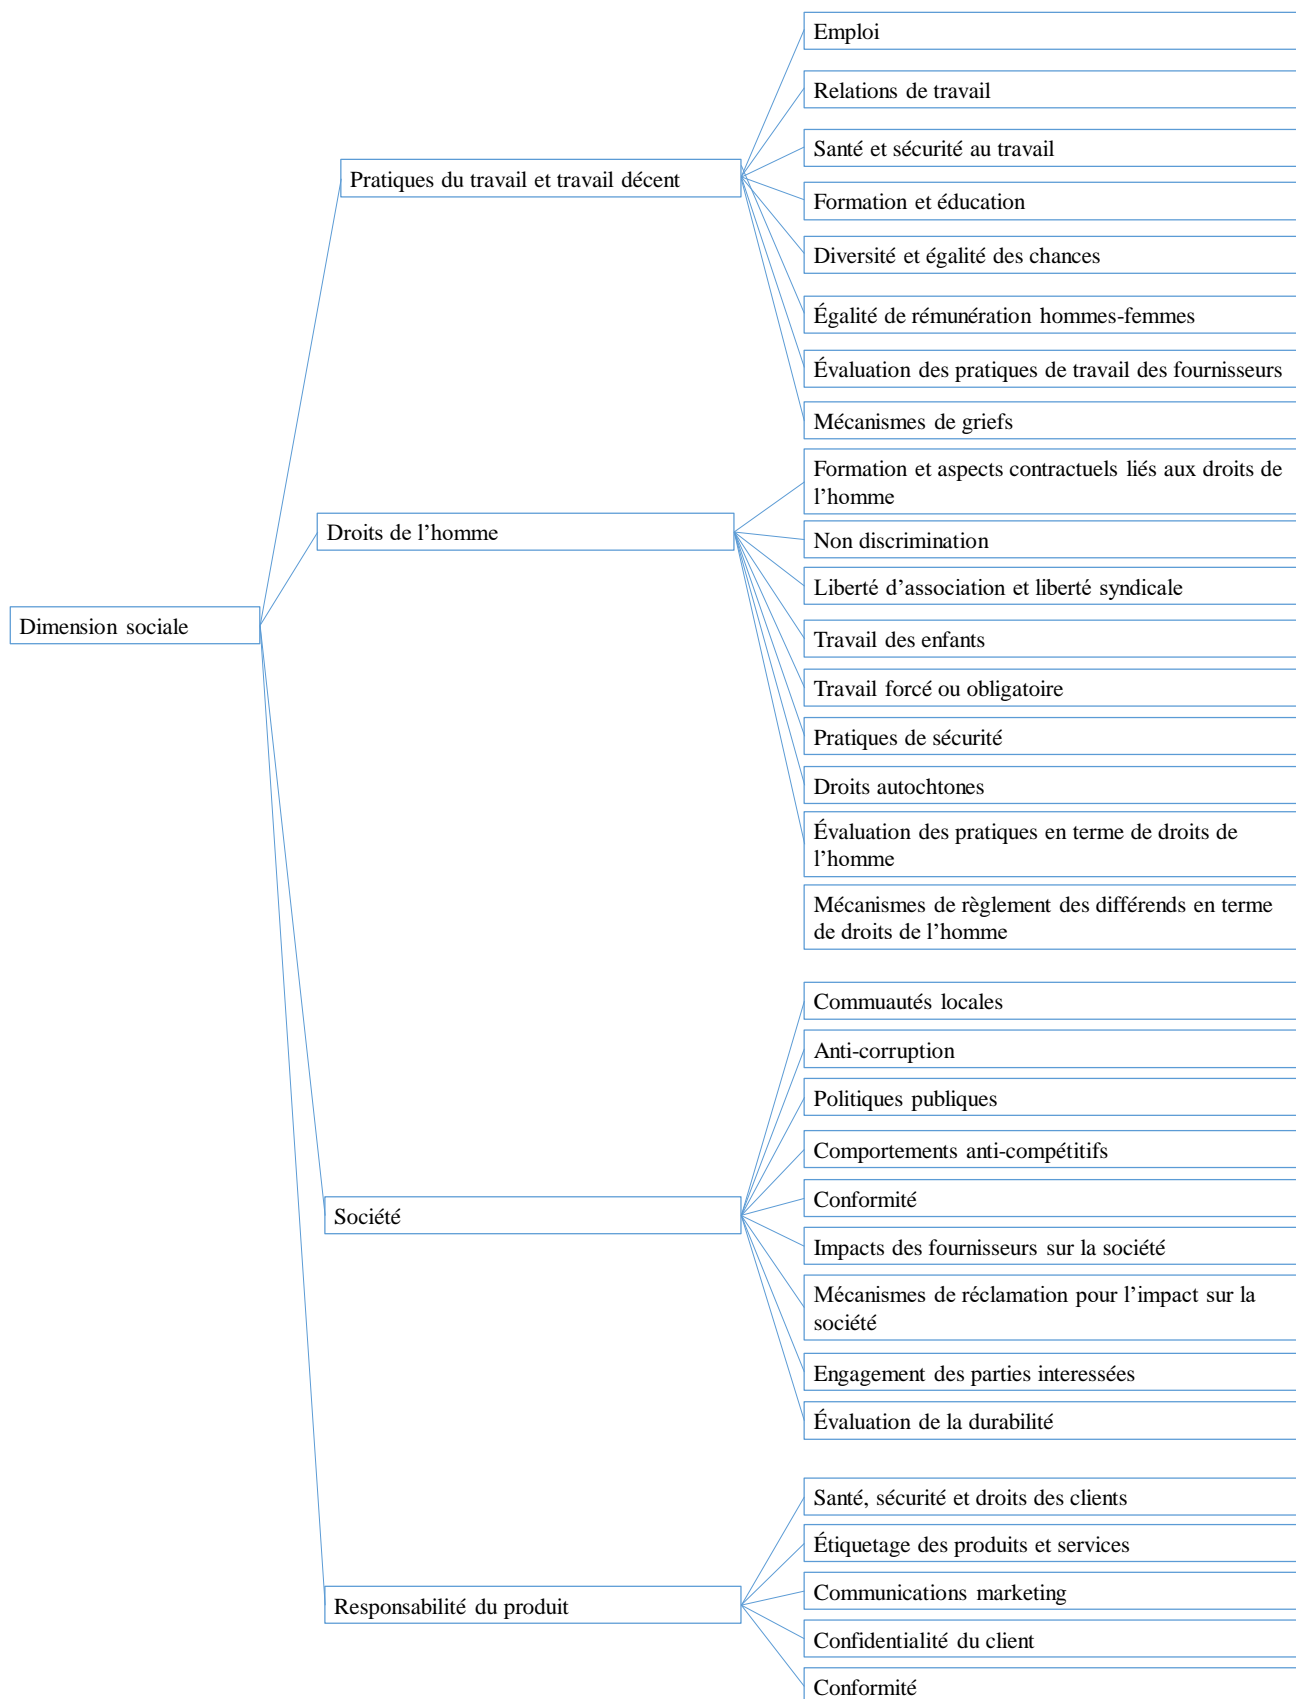 Dimension sociale
Pratiques du travail et travail décent
Emploi
Relations de travail
Santé et sécurité au travail
Formation et éducation
Diversité et égalité des chances
Égalité de rémunération hommes-femmes
Évaluation des pratiques de travail des fournisseurs
Mécanismes de griefs
Droits de l’homme
Formation et aspects contractuels liés aux droits de
l’homme
Non discrimination
Liberté d’association et liberté syndicale
Travail des enfants
Travail forcé ou obligatoire
Pratiques de sécurité
Droits autochtones
Évaluation des pratiques en terme de droits de
l’homme
Mécanismes de règlement des différends en terme
de droits de l’homme
Société
Commuautés locales
Anti-corruption
Politiques publiques
Comportements anti-compétitifs
Conformité
Impacts des fournisseurs sur la société
Mécanismes de réclamation pour l’impact sur la
société
Engagement des parties interessées
Évaluation de la durabilité
Responsabilité du produit
Santé, sécurité et droits des clients
Étiquetage des produits et services
Communications marketing
Confidentialité du client
Conformité